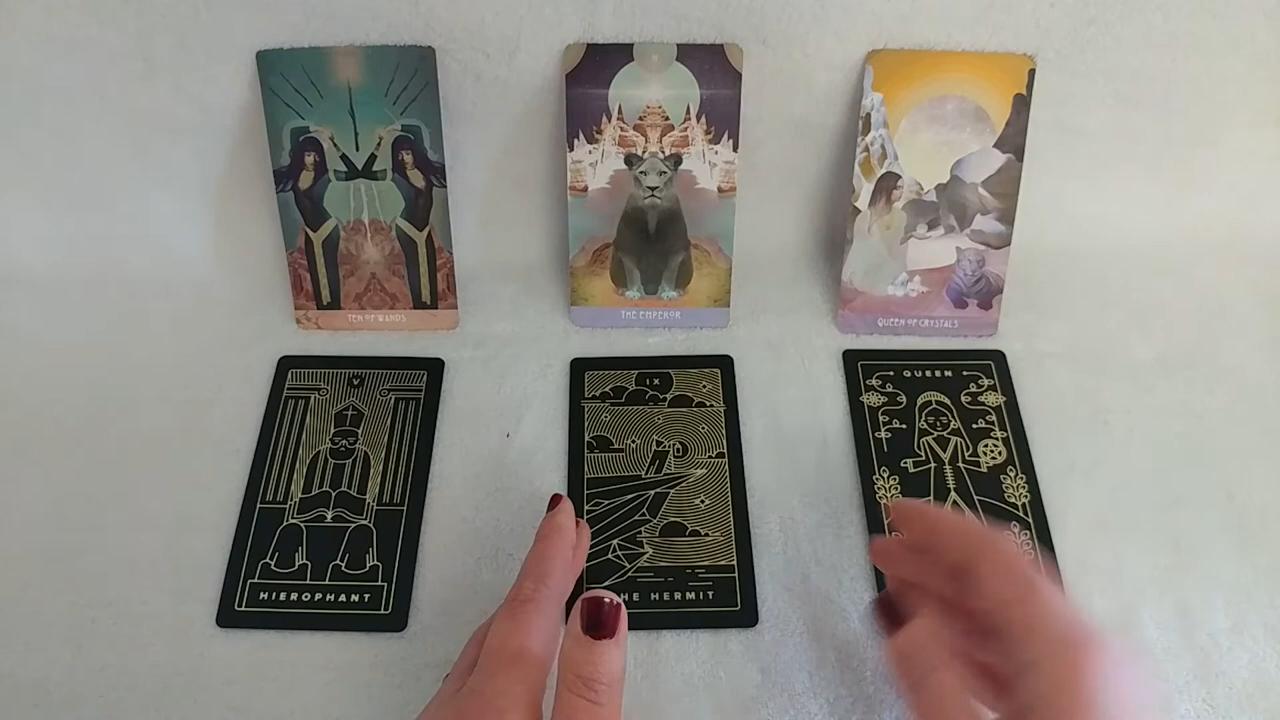 TEN OF WANDS
THE EMPEROR
QUEEN OF CRYSTALS
V
HIEROPHANT
IX
HE HERMIT
QUEEN